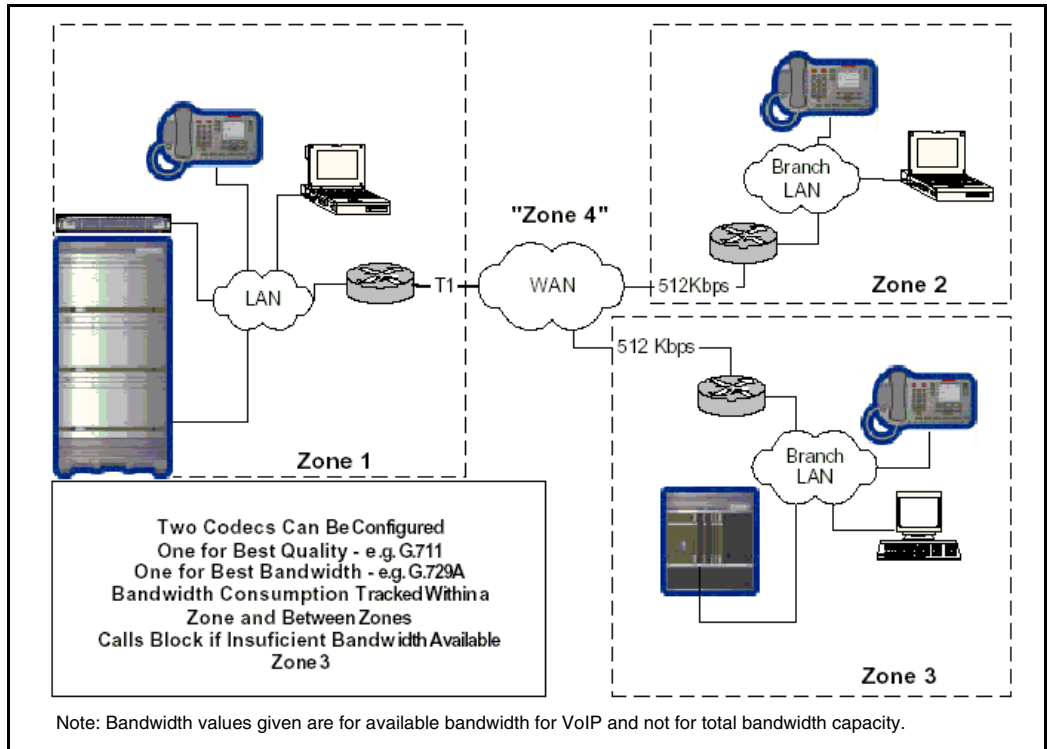 "Zone 4"
LAN
T1
WAN
Zone 1
Branch
LAN
512Kbps
Zone 2
512 Kbps
Branch
LAN
Zone 3
Two Codecs Can Be Configured
One for Best Quality - e.g. G.711
One for Best Bandwidth - e.g. G.729A
Bandwidth Consumption Tracked Within a
Zone and Between Zones
Calls Block if Insuficient Bandwidth Available
Zone 3
Note: Bandwidth values given are for available bandwidth for VoIP and not for total bandwidth capacity.